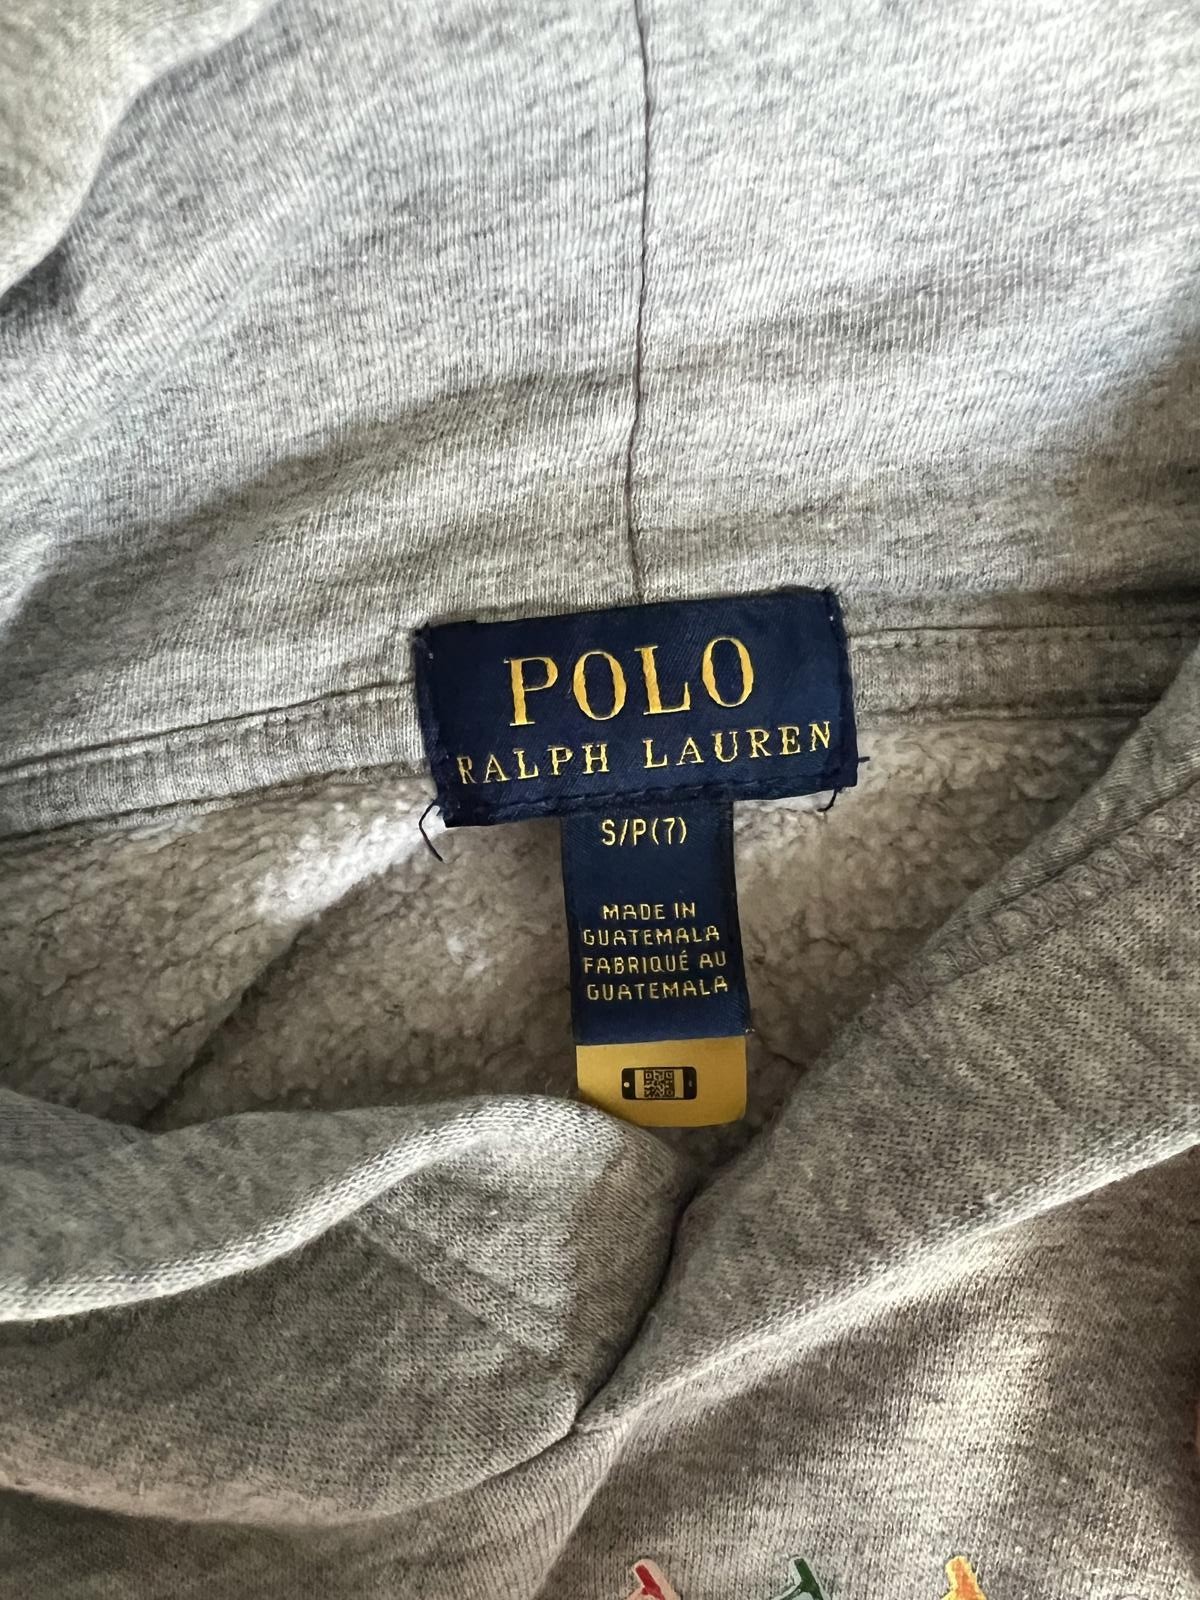 POLO
RALPH LAUREN
S/P(7)
MADE IN
GUATEMALA
FABRIQUÉ AU
GUATEMALA